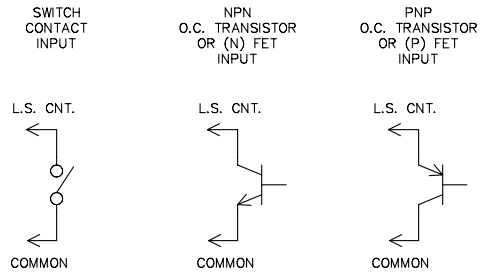 SWITCH
CONTACT
INPUT
NPN
O.C. TRANSISTOR
OR (N) FET
INPUT
PNP
O.C. TRANSISTOR
OR (P) FET
INPUT
L.S. CNT.
L.S. CNT.
L.S. CNT.
COMMON
COMMON
COMMON